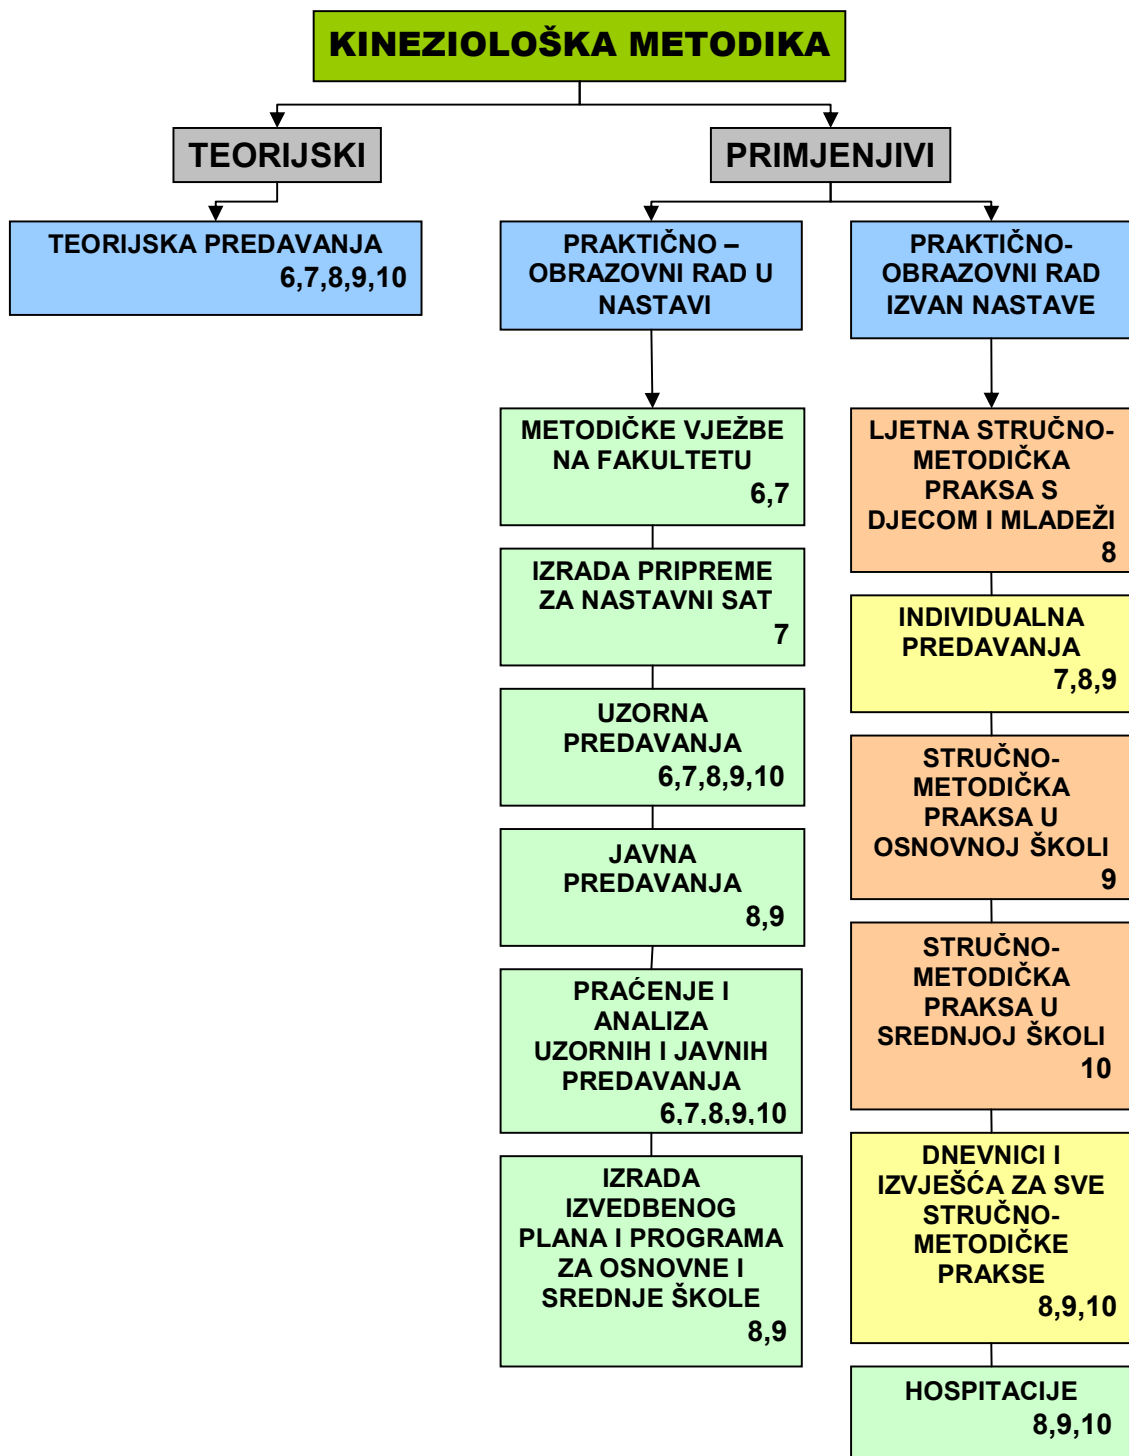 KINEZIOLOŠKA METODIKA
TEORIJSKI
PRIMJENJIVI
TEORIJSKA PREDAVANJA
6,7,8,9,10
PRAKTIČNO –
OBRAZOVNI RAD U
NASTAVI
PRAKTIČNO-
OBRAZOVNI RAD
IZVAN NASTAVE
METODIČKE VJEŽBE
NA FAKULTETU
6,7
IZRADA PRIPREME
ZA NASTAVNI SAT
7
UZORNA
PREDAVANJA
6,7,8,9,10
JAVNA
PREDAVANJA
8,9
PRAĆENJE I
ANALIZA
UZORNIH I JAVNIH
PREDAVANJA
6,7,8,9,10
IZRADA
IZVEDBENOG
PLANA I PROGRAMA
ZA OSNOVNE I
SREDNJE ŠKOLE
8,9
LJETNA STRUČNO-
METODIČKA
PRAKSA S
DJECOM I MLADEŽI
8
INDIVIDUALNA
PREDAVANJA
7,8,9
STRUČNO-
METODIČKA
PRAKSA U
OSNOVNOJ ŠKOLI
9
STRUČNO-
METODIČKA
PRAKSA U
SREDNJOJ ŠKOLI
10
DNEVNICI I
IZVJEŠĆA ZA SVE
STRUČNO-
METODIČKE
PRAKSE
8,9,10
HOSPITACIJE
8,9,10